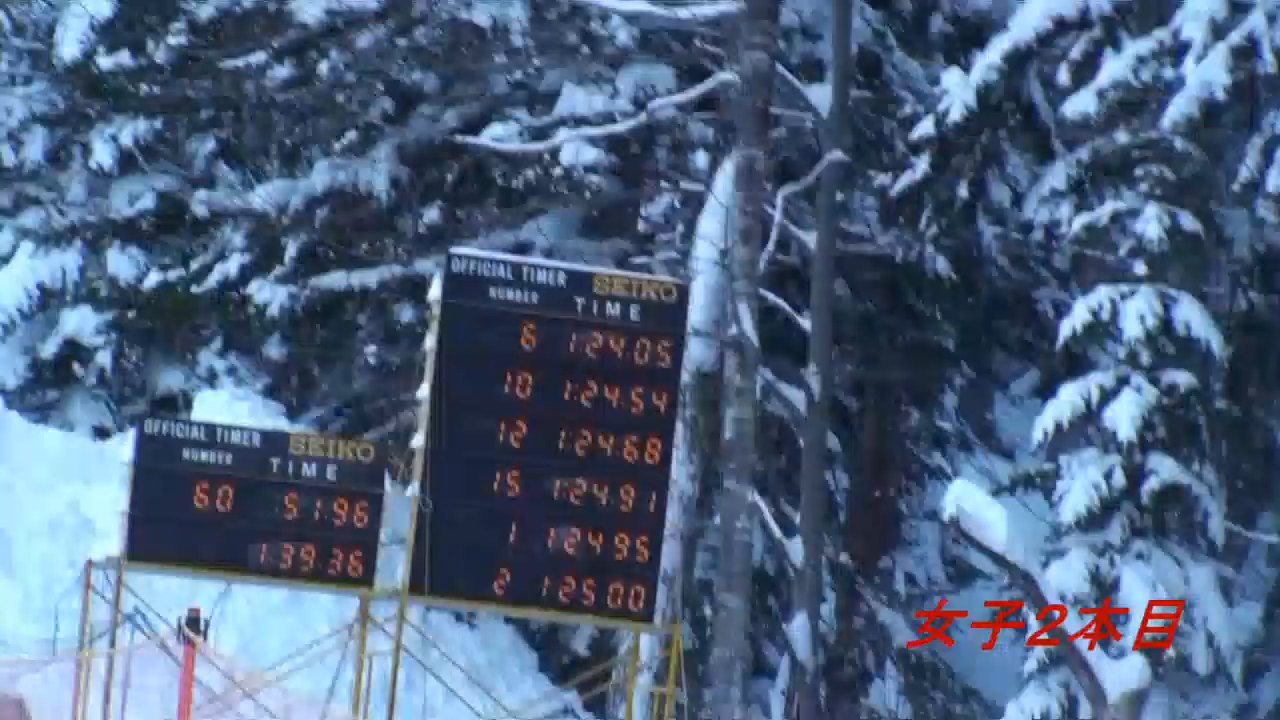 OFFICIAL TIMER SEIKO
NUMBER TIME
6 1:24.05
10 1:24.54
12 1:24.68
15 1:24.91
1 1:24.95
2 1:25.00
OFFICIAL TIMER SEIKO
NUMBER TIME
60 51.96
1:39.36
女子2本目